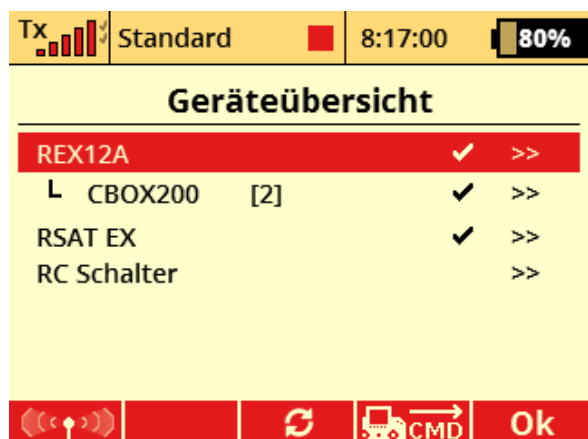 Tx Standard 8:17:00 80%
Geräteübersicht
REX12A >>
CBOX200 [2] >>
RSAT EX >>
RC Schalter >>
CMD Ok